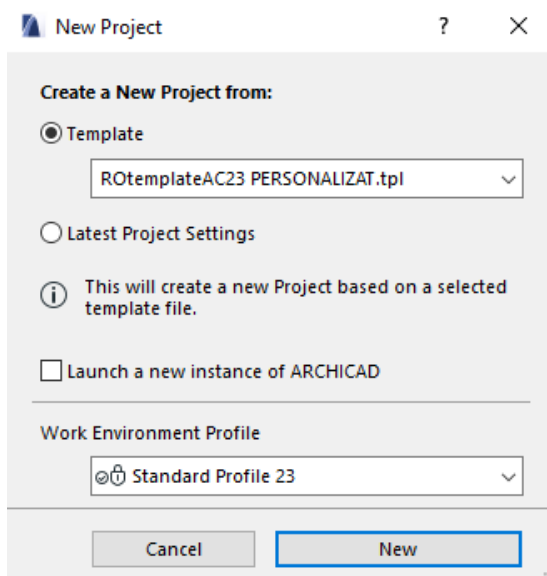 New Project
?
Create a New Project from:
Template
ROtemplateAC23 PERSONALIZAT.tpl
Latest Project Settings
This will create a new Project based on a selected
template file.
Launch a new instance of ARCHICAD
Work Environment Profile
Standard Profile 23
Cancel
New